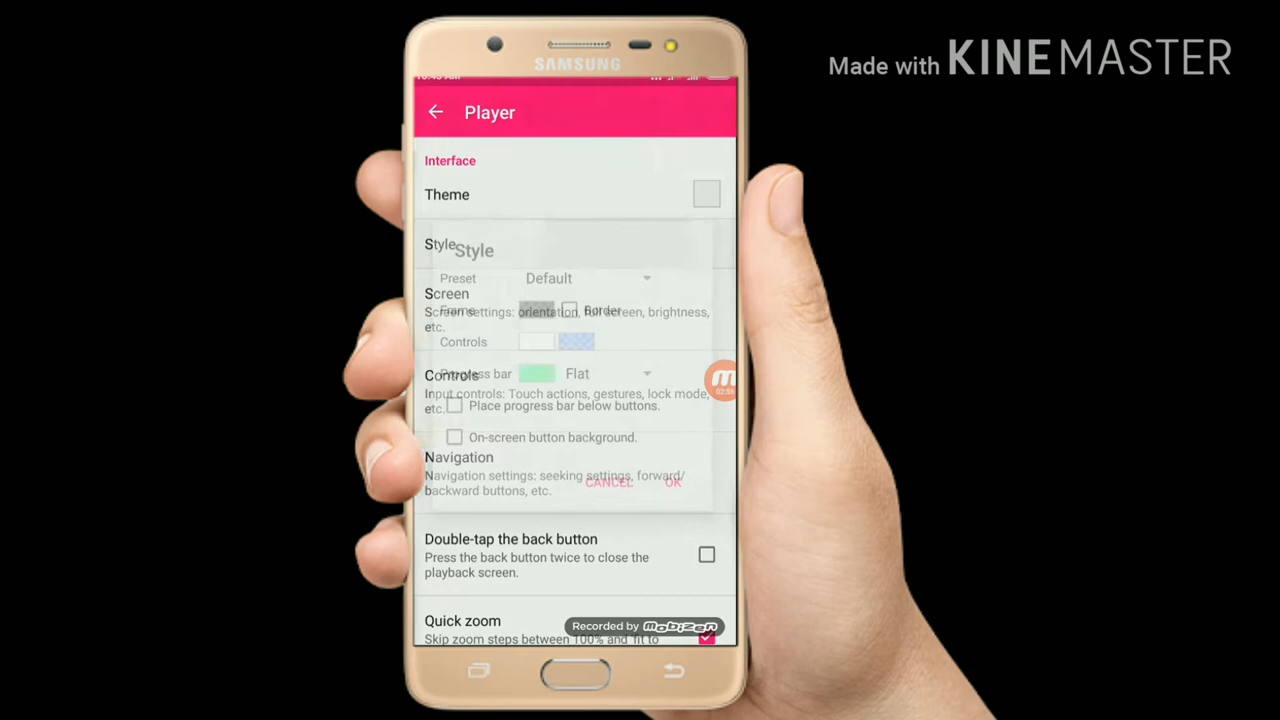 Made with KINEMASTER
SAMSUNG
Player
Interface
Theme
Style
Style
Preset
Default
Screen
Frame
Border
Screen settings: orientation, full screen, brightness,
etc.
Controls
Progress bar
Flat
Controls
Input controls: Touch actions, gestures, lock mode,
etc.
Place progress bar below buttons.
On-screen button background.
Navigation
Navigation settings: seeking settings, forward/
backward buttons, etc.
CANCEL
OK
Double-tap the back button
Press the back button twice to close the
playback screen.
Quick zoom
Recorded by mobizen
Skip zoom steps between 100% and 'fit to